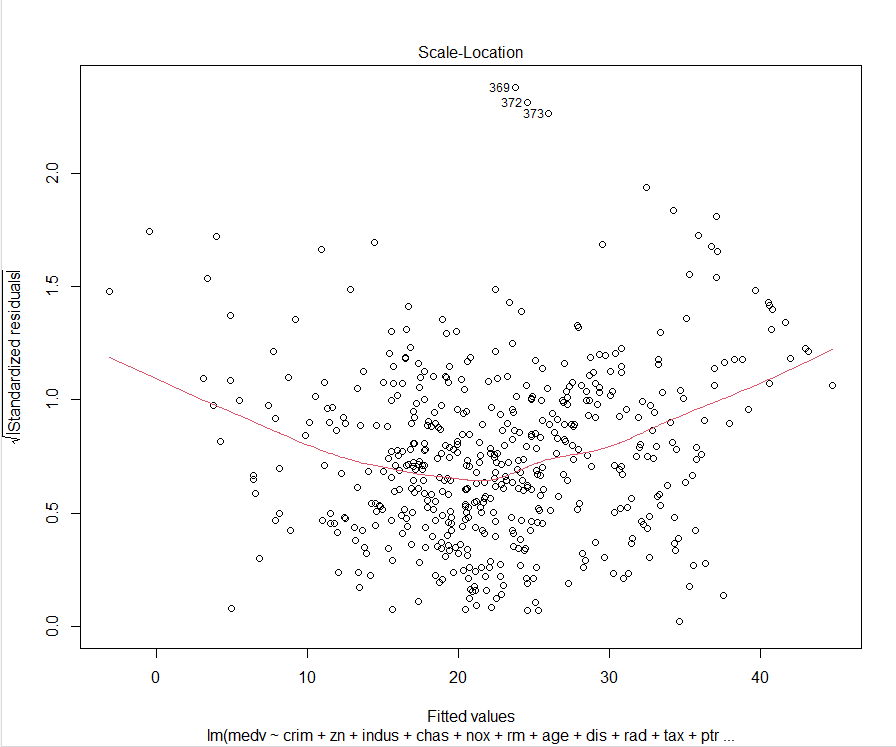 Scale-Location
369
372
373
√|Standardized residuals|
2.0
1.5
1.0
0.5
0.0
0 10 20 30 40
Fitted values
lm(medv ~ crim + zn + indus + chas + nox + rm + age + dis + rad + tax + ptr ...